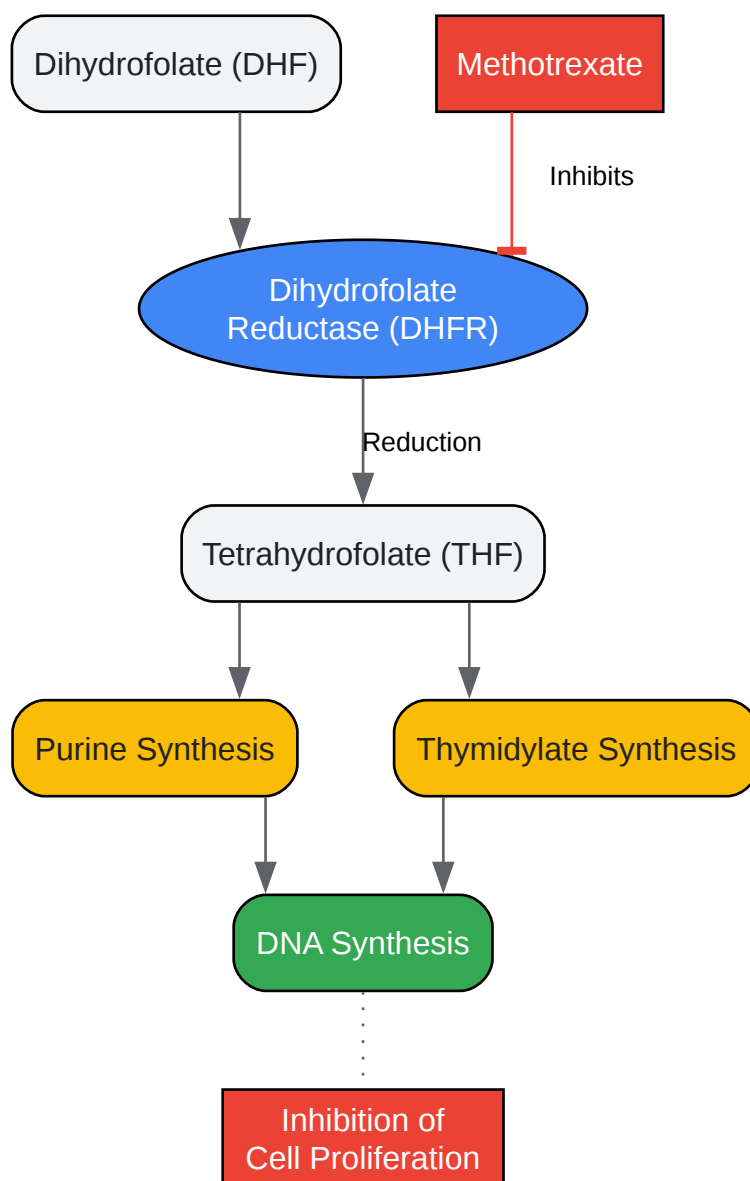 Dihydrofolate (DHF)
Methotrexate
Inhibits
Dihydrofolate
Reductase (DHFR)
Reduction
Tetrahydrofolate (THF)
Purine Synthesis
Thymidylate Synthesis
DNA Synthesis
Inhibition of
Cell Proliferation